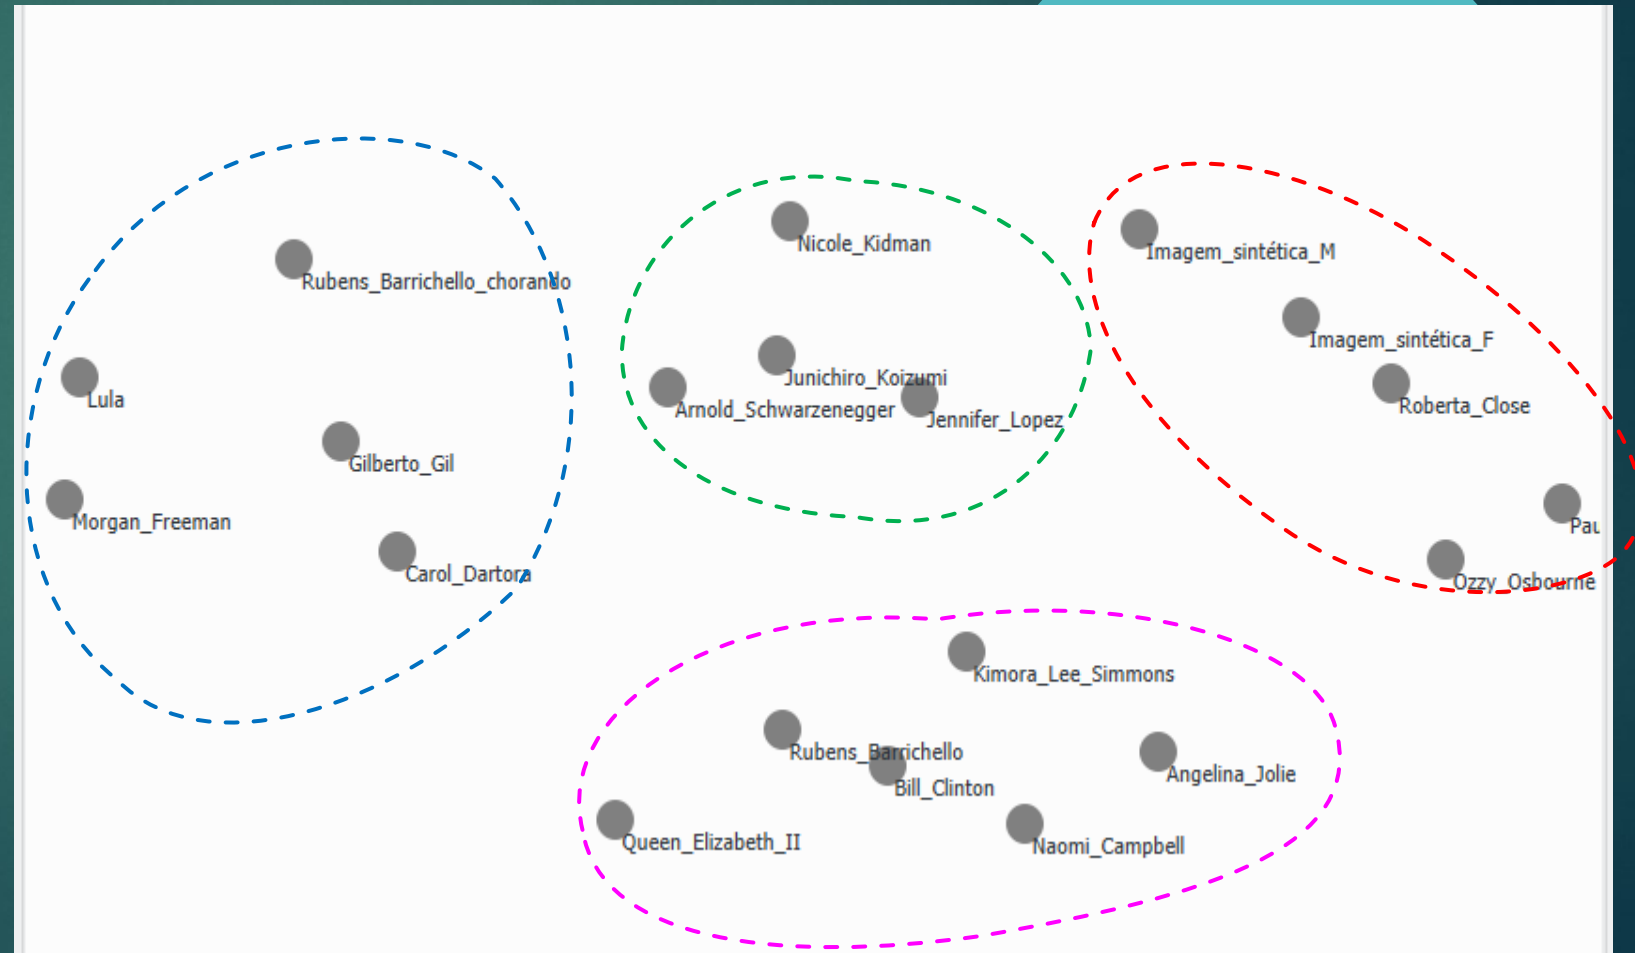 Nicole_Kidman
Imagem_sintética_M
Rubens_Barrichello_chorando
Imagem_sintética_F
Junichiro_Koizumi
Lula
Roberta_Close
Arnold_Schwarzenegger
Jennifer_Lopez
Gilberto_Gil
Morgan_Freeman
Pau
Carol_Dartora
Ozzy_Osbourne
Kimora_Lee_Simmons
Rubens_Barrichello
Angelina_Jolie
Bill_Clinton
Queen_Elizabeth_II
Naomi_Campbell